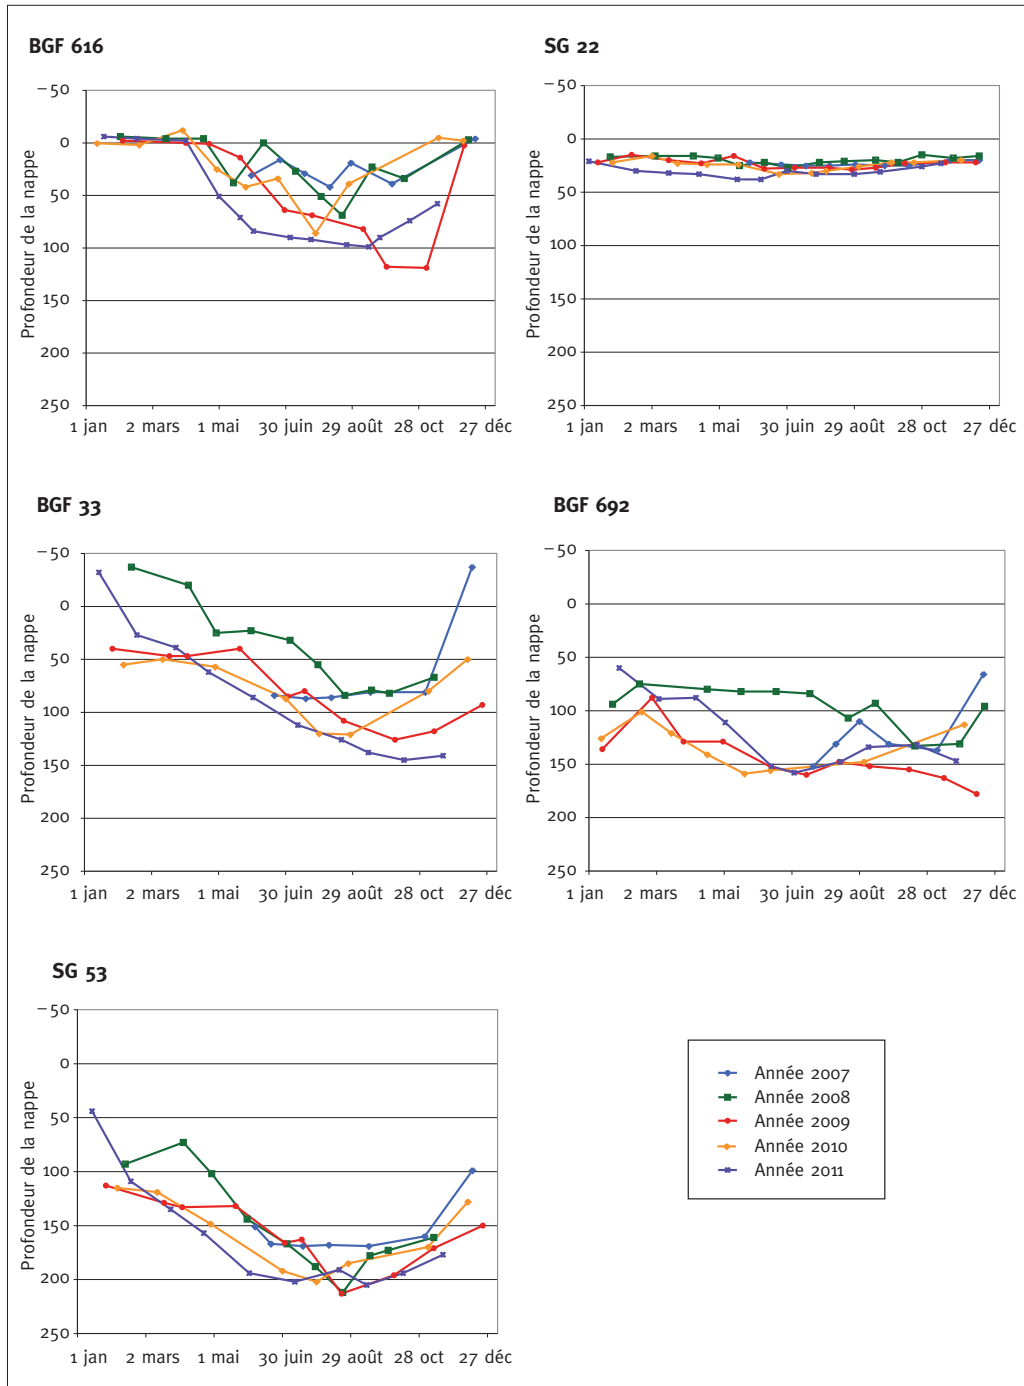 BGF 616
Profondeur de la nappe
−50
0
50
100
150
200
250
1 jan 2 mars 1 mai 30 juin 29 août 28 oct 27 déc
SG 22
Profondeur de la nappe
−50
0
50
100
150
200
250
1 jan 2 mars 1 mai 30 juin 29 août 28 oct 27 déc
BGF 33
Profondeur de la nappe
−50
0
50
100
150
200
250
1 jan 2 mars 1 mai 30 juin 29 août 28 oct 27 déc
BGF 692
Profondeur de la nappe
−50
0
50
100
150
200
250
1 jan 2 mars 1 mai 30 juin 29 août 28 oct 27 déc
SG 53
Profondeur de la nappe
−50
0
50
100
150
200
250
1 jan 2 mars 1 mai 30 juin 29 août 28 oct 27 déc
Année 2007
Année 2008
Année 2009
Année 2010
Année 2011